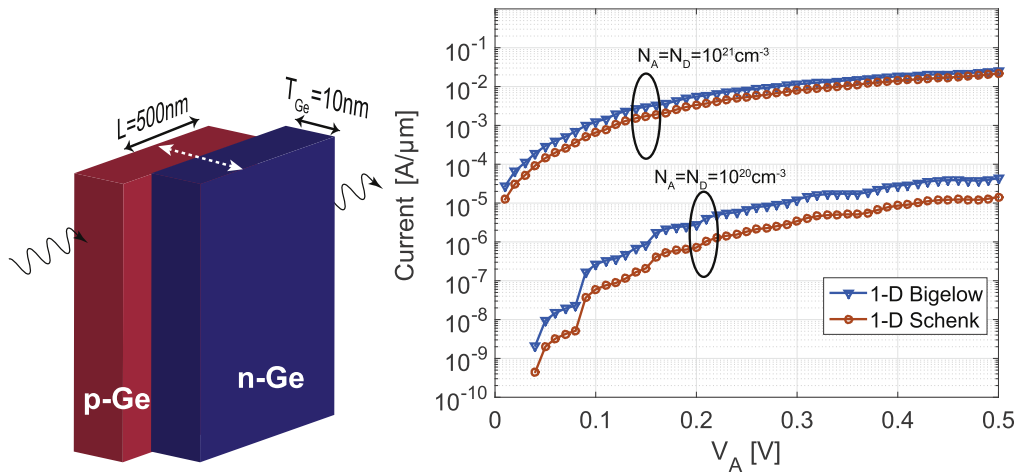 L=500nm
T_Ge=10nm
p-Ge
n-Ge
Current [A/μm]
10^-1
10^-2
10^-3
10^-4
10^-5
10^-6
10^-7
10^-8
10^-9
10^-10
N_A=N_D=10^21cm^-3
N_A=N_D=10^20cm^-3
1-D Bigelow
1-D Schenk
0 0.1 0.2 0.3 0.4 0.5
V_A [V]